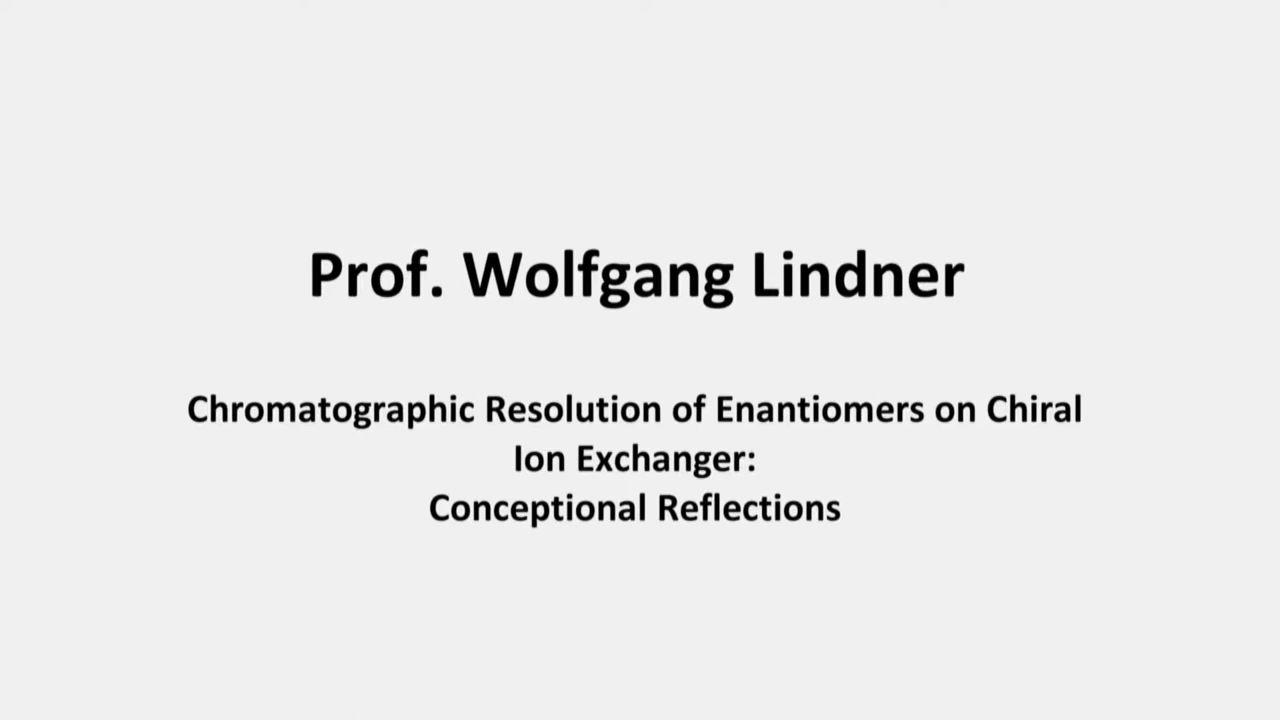 Prof. Wolfgang Lindner
Chromatographic Resolution of Enantiomers on Chiral
Ion Exchanger:
Conceptional Reflections